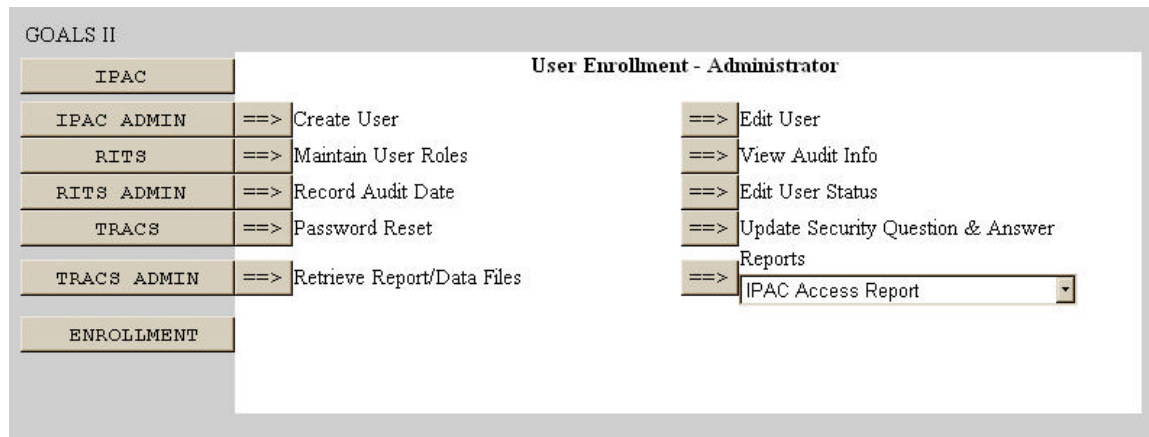 GOALS II
User Enrollment - Administrator
IPAC
IPAC ADMIN ==> Create User ==> Edit User
RITS ==> Maintain User Roles ==> View Audit Info
RITS ADMIN ==> Record Audit Date ==> Edit User Status
TRACS ==> Password Reset ==> Update Security Question & Answer
Reports
TRACS ADMIN ==> Retrieve Report/Data Files ==> IPAC Access Report
ENROLLMENT